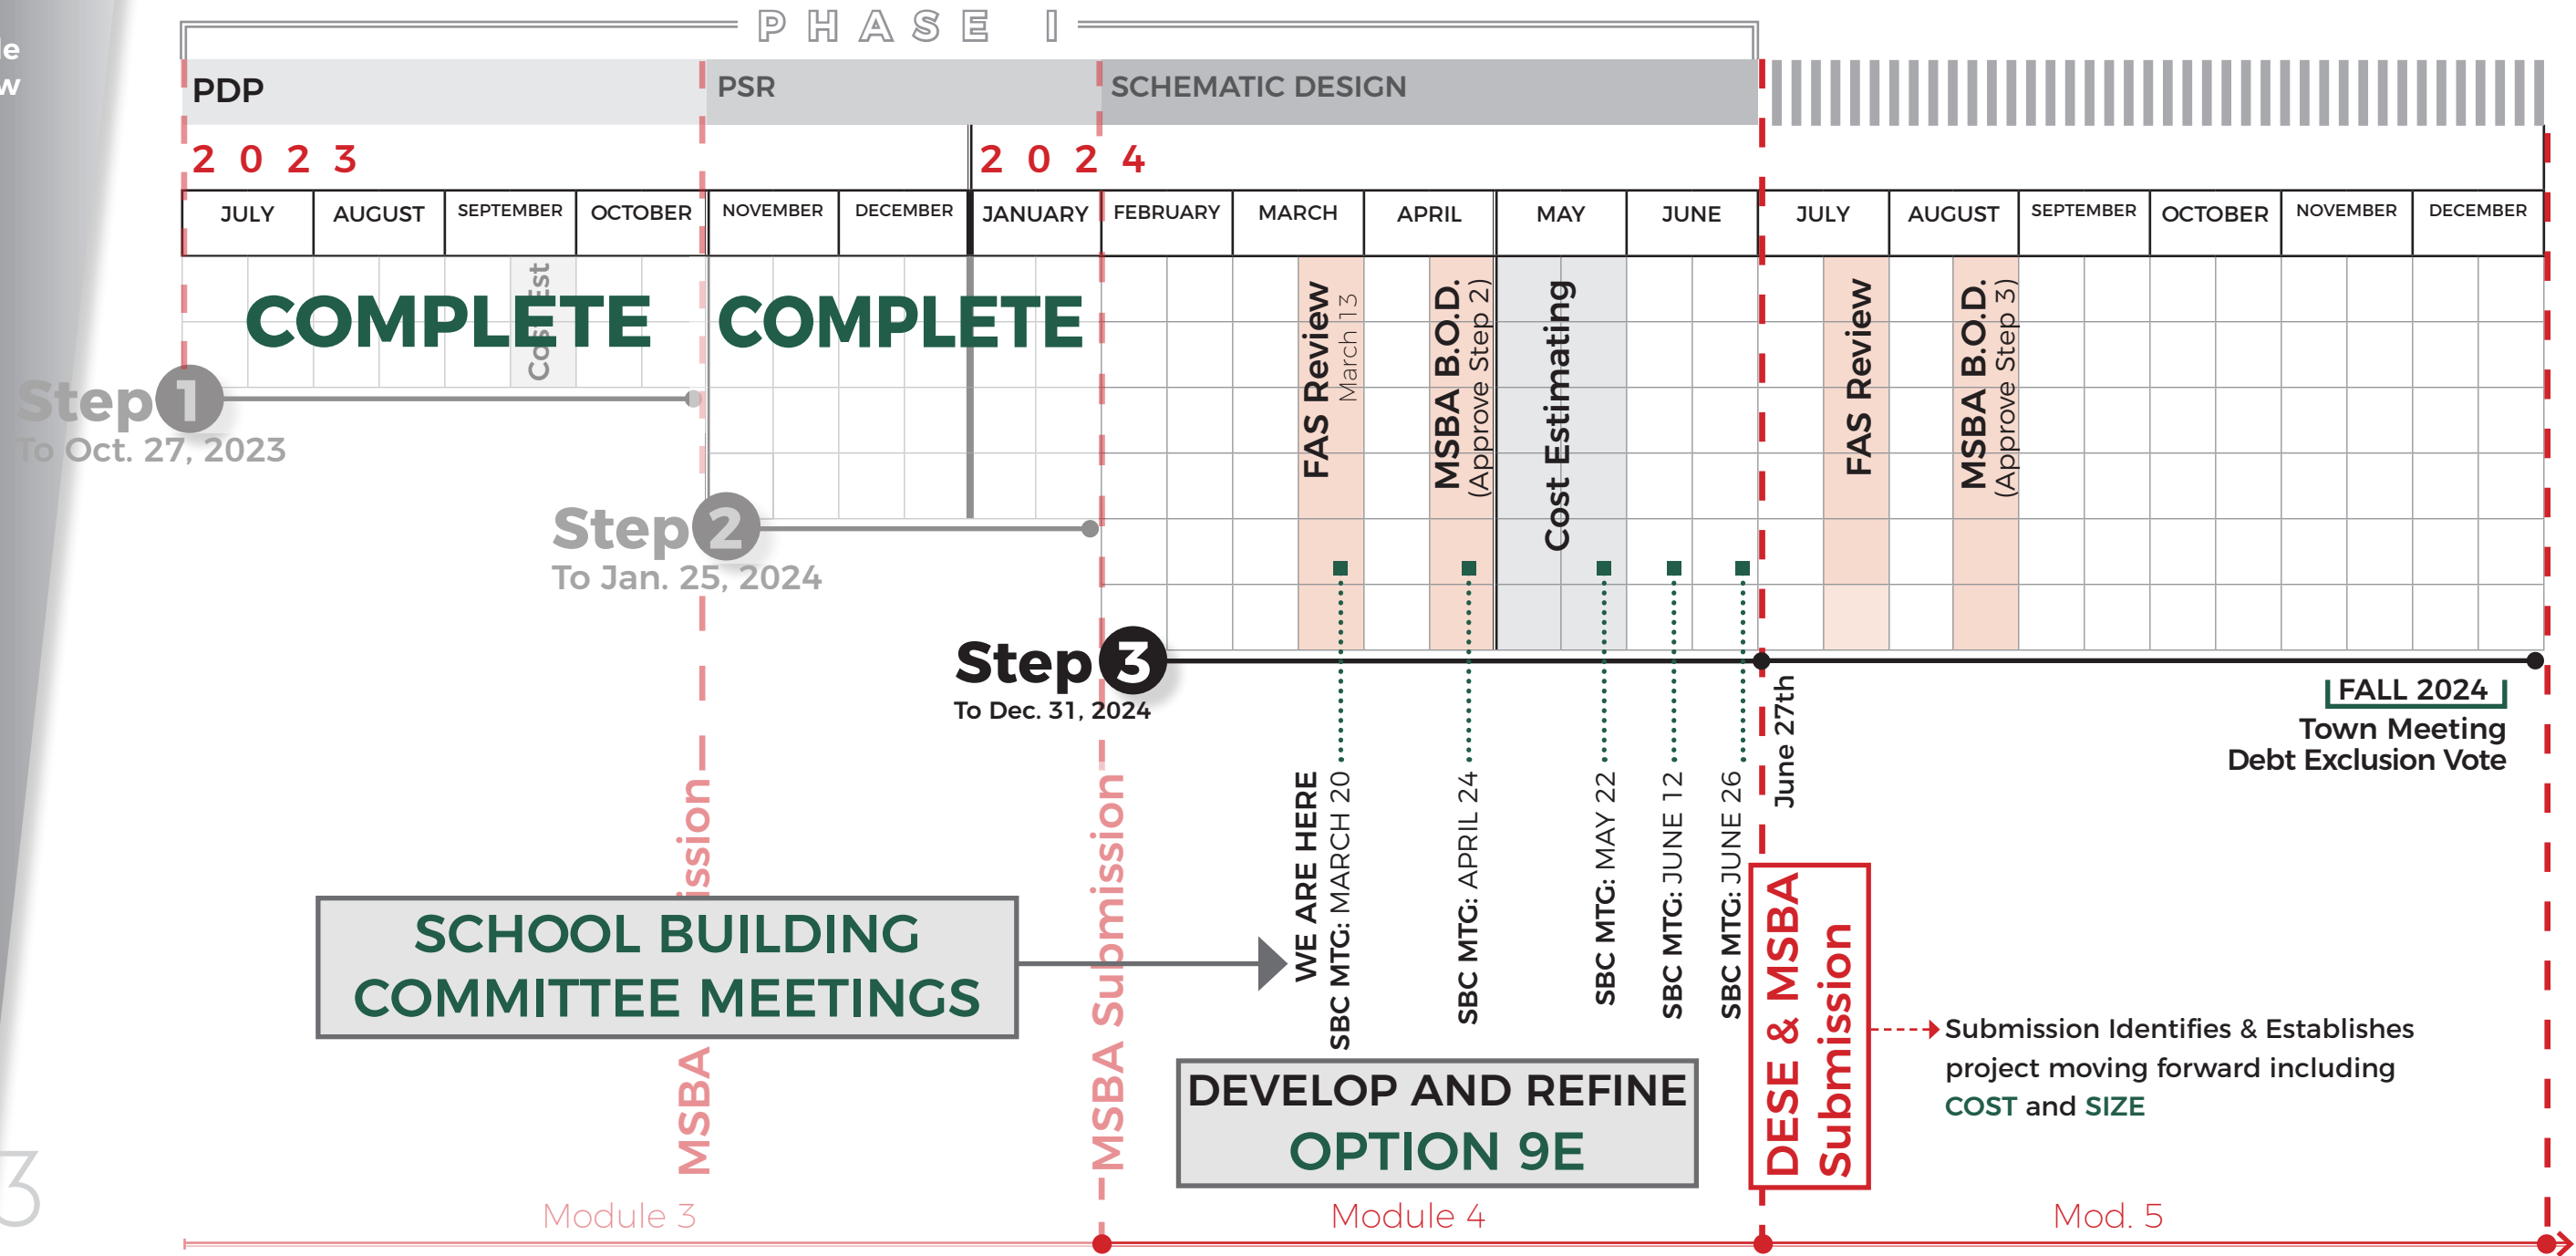 PHASE I
PDP
PSR
SCHEMATIC DESIGN
2023
2024
JULY
AUGUST
SEPTEMBER
OCTOBER
NOVEMBER
DECEMBER
JANUARY
FEBRUARY
MARCH
APRIL
MAY
JUNE
JULY
AUGUST
SEPTEMBER
OCTOBER
NOVEMBER
DECEMBER
COMPLETE
Cost Est
COMPLETE
FAS Review
March 13
MSBA B.O.D.
(Approve Step 2)
Cost Estimating
FAS Review
MSBA B.O.D.
(Approve Step 3)
Step 1
To Oct. 27, 2023
Step 2
To Jan. 25, 2024
Step 3
To Dec. 31, 2024
June 27th
FALL 2024
Town Meeting
Debt Exclusion Vote
WE ARE HERE
SBC MTG: MARCH 20
SBC MTG: APRIL 24
SBC MTG: MAY 22
SBC MTG: JUNE 12
SBC MTG: JUNE 26
MSBA ission
MSBA Submission
SCHOOL BUILDING
COMMITTEE MEETINGS
DEVELOP AND REFINE
OPTION 9E
DESE & MSBA
Submission
Submission Identifies & Establishes
project moving forward including
COST and SIZE
3
Module 3
Module 4
Mod. 5